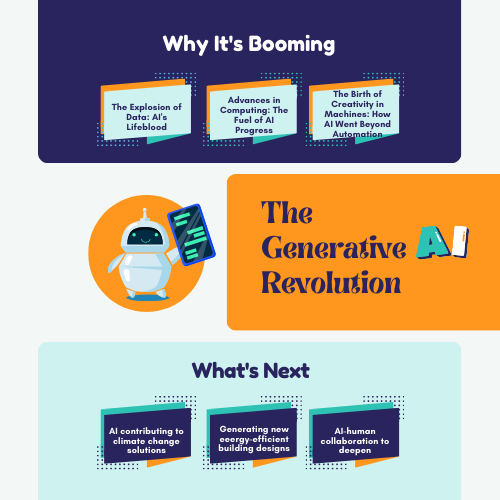 Why It's Booming
The Explosion of
Data: AI's
Lifeblood
Advances in
Computing: The
Fuel of AI
Progress
The Birth of
Creativity in
Machines: How
AI Went Beyond
Automation
The
Generative AI
Revolution
What's Next
AI contributing to
climate change
solutions
Generating new
eeergy-efficient
building designs
AI-human
collaboration to
deepen